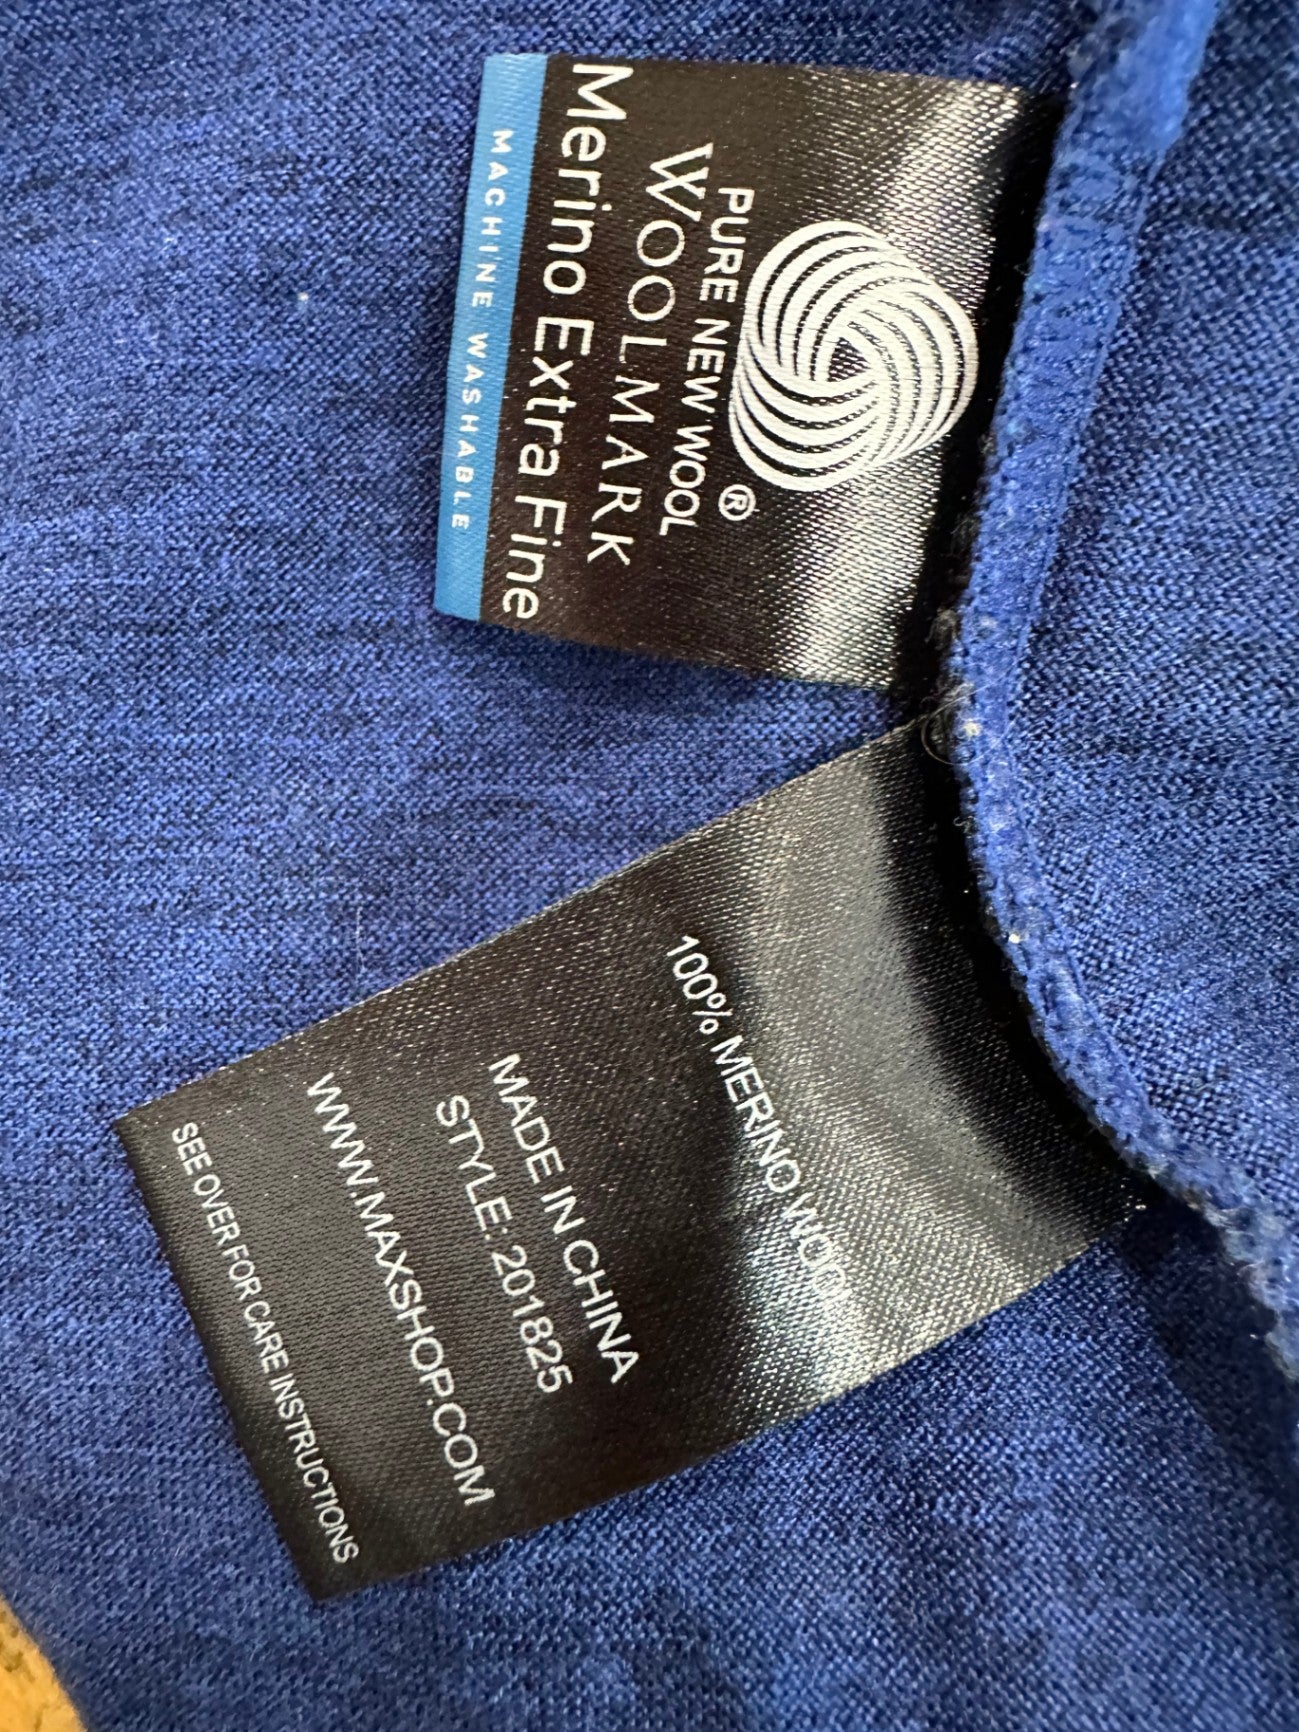 ®
PURE NEW WOOL
WOOLMARK
Merino Extra Fine
MACHINE WASHABLE
100% MERINO WOOL
MADE IN CHINA
STYLE: 201825
WWW.MAXSHOP.COM
SEE OVER FOR CARE INSTRUCTIONS